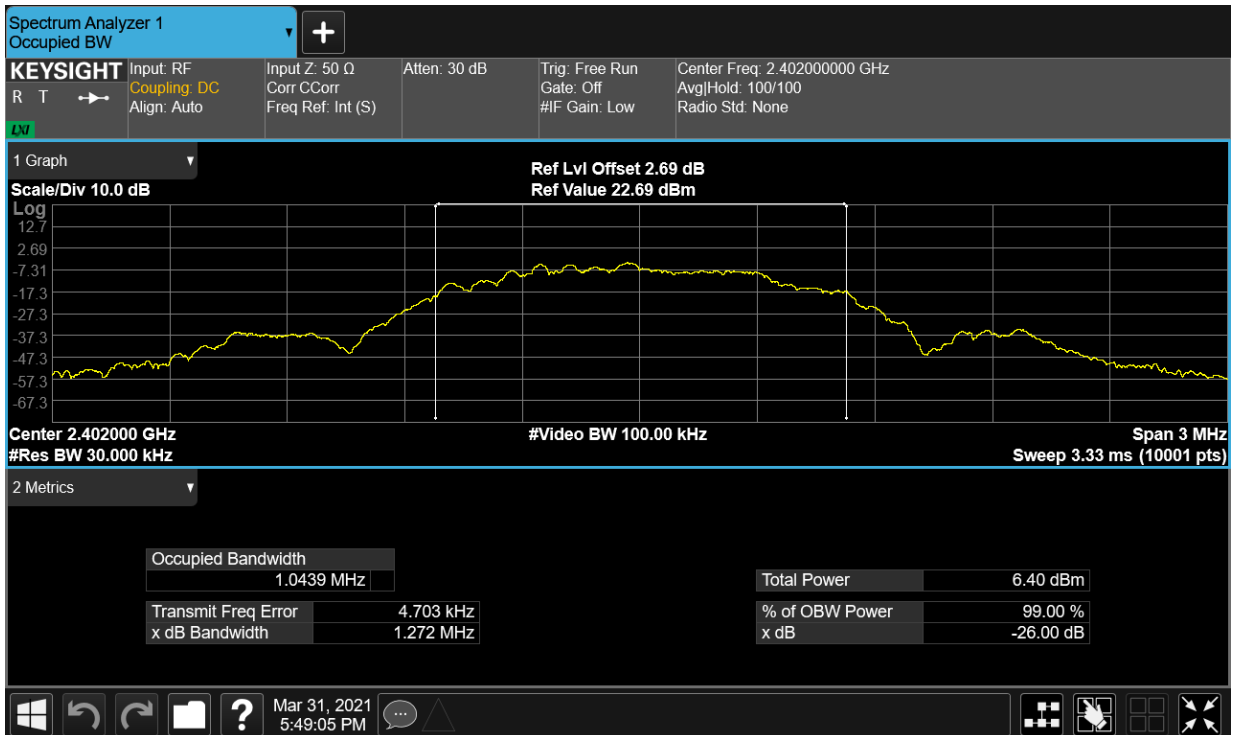 Spectrum Analyzer 1
Occupied BW
KEYSIGHT
R T
LXI
Input: RF
Coupling: DC
Align: Auto
Input Z: 50 Ω
Corr CCorr
Freq Ref: Int (S)
Atten: 30 dB
Trig: Free Run
Gate: Off
#IF Gain: Low
Center Freq: 2.402000000 GHz
Avg|Hold: 100/100
Radio Std: None
1 Graph
Ref Lvl Offset 2.69 dB
Scale/Div 10.0 dB
Ref Value 22.69 dBm
Log
12.7
2.69
-7.31
-17.3
-27.3
-37.3
-47.3
-57.3
-67.3
Center 2.402000 GHz
#Video BW 100.00 kHz
Span 3 MHz
#Res BW 30.000 kHz
Sweep 3.33 ms (10001 pts)
2 Metrics
Occupied Bandwidth
1.0439 MHz
Total Power 6.40 dBm
Transmit Freq Error 4.703 kHz
% of OBW Power 99.00 %
x dB Bandwidth 1.272 MHz
x dB -26.00 dB
?
Mar 31, 2021
5:49:05 PM